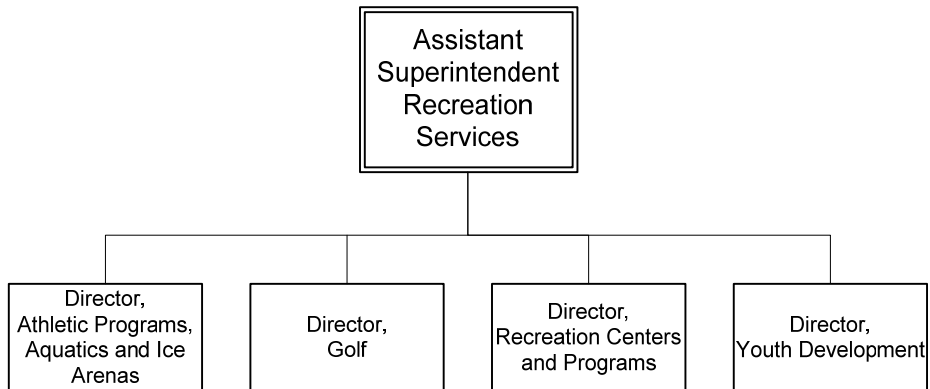 Assistant
Superintendent
Recreation
Services
Director,
Athletic Programs,
Aquatics and Ice
Arenas
Director,
Golf
Director,
Recreation Centers
and Programs
Director,
Youth Development